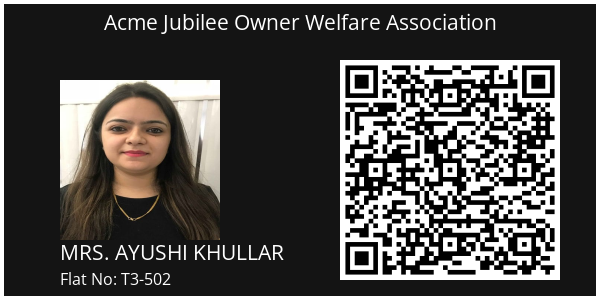 Acme Jubilee Owner Welfare Association
MRS. AYUSHI KHULLAR
Flat No: T3-502